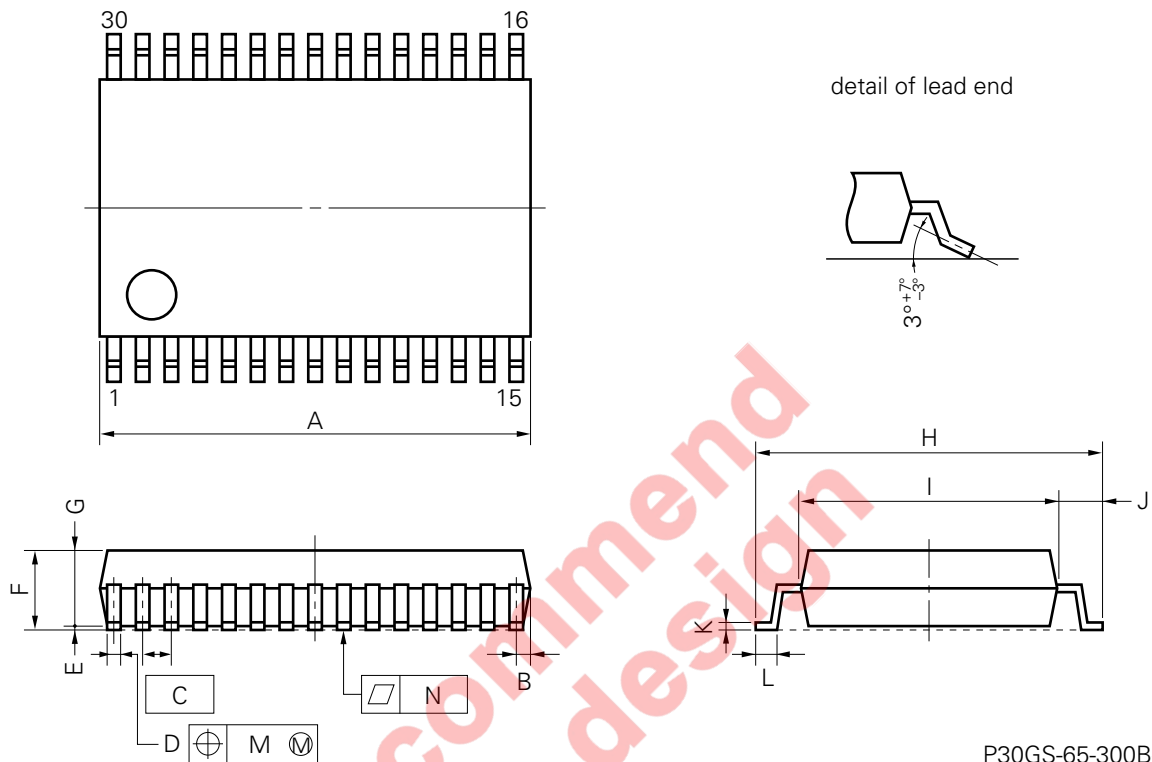 30
16
detail of lead end
3°+7°
−3°
1
15
A
H
I
J
G
F
E
K
L
B
C
N
D
M Ⓜ
commend
design
P30GS-65-300B